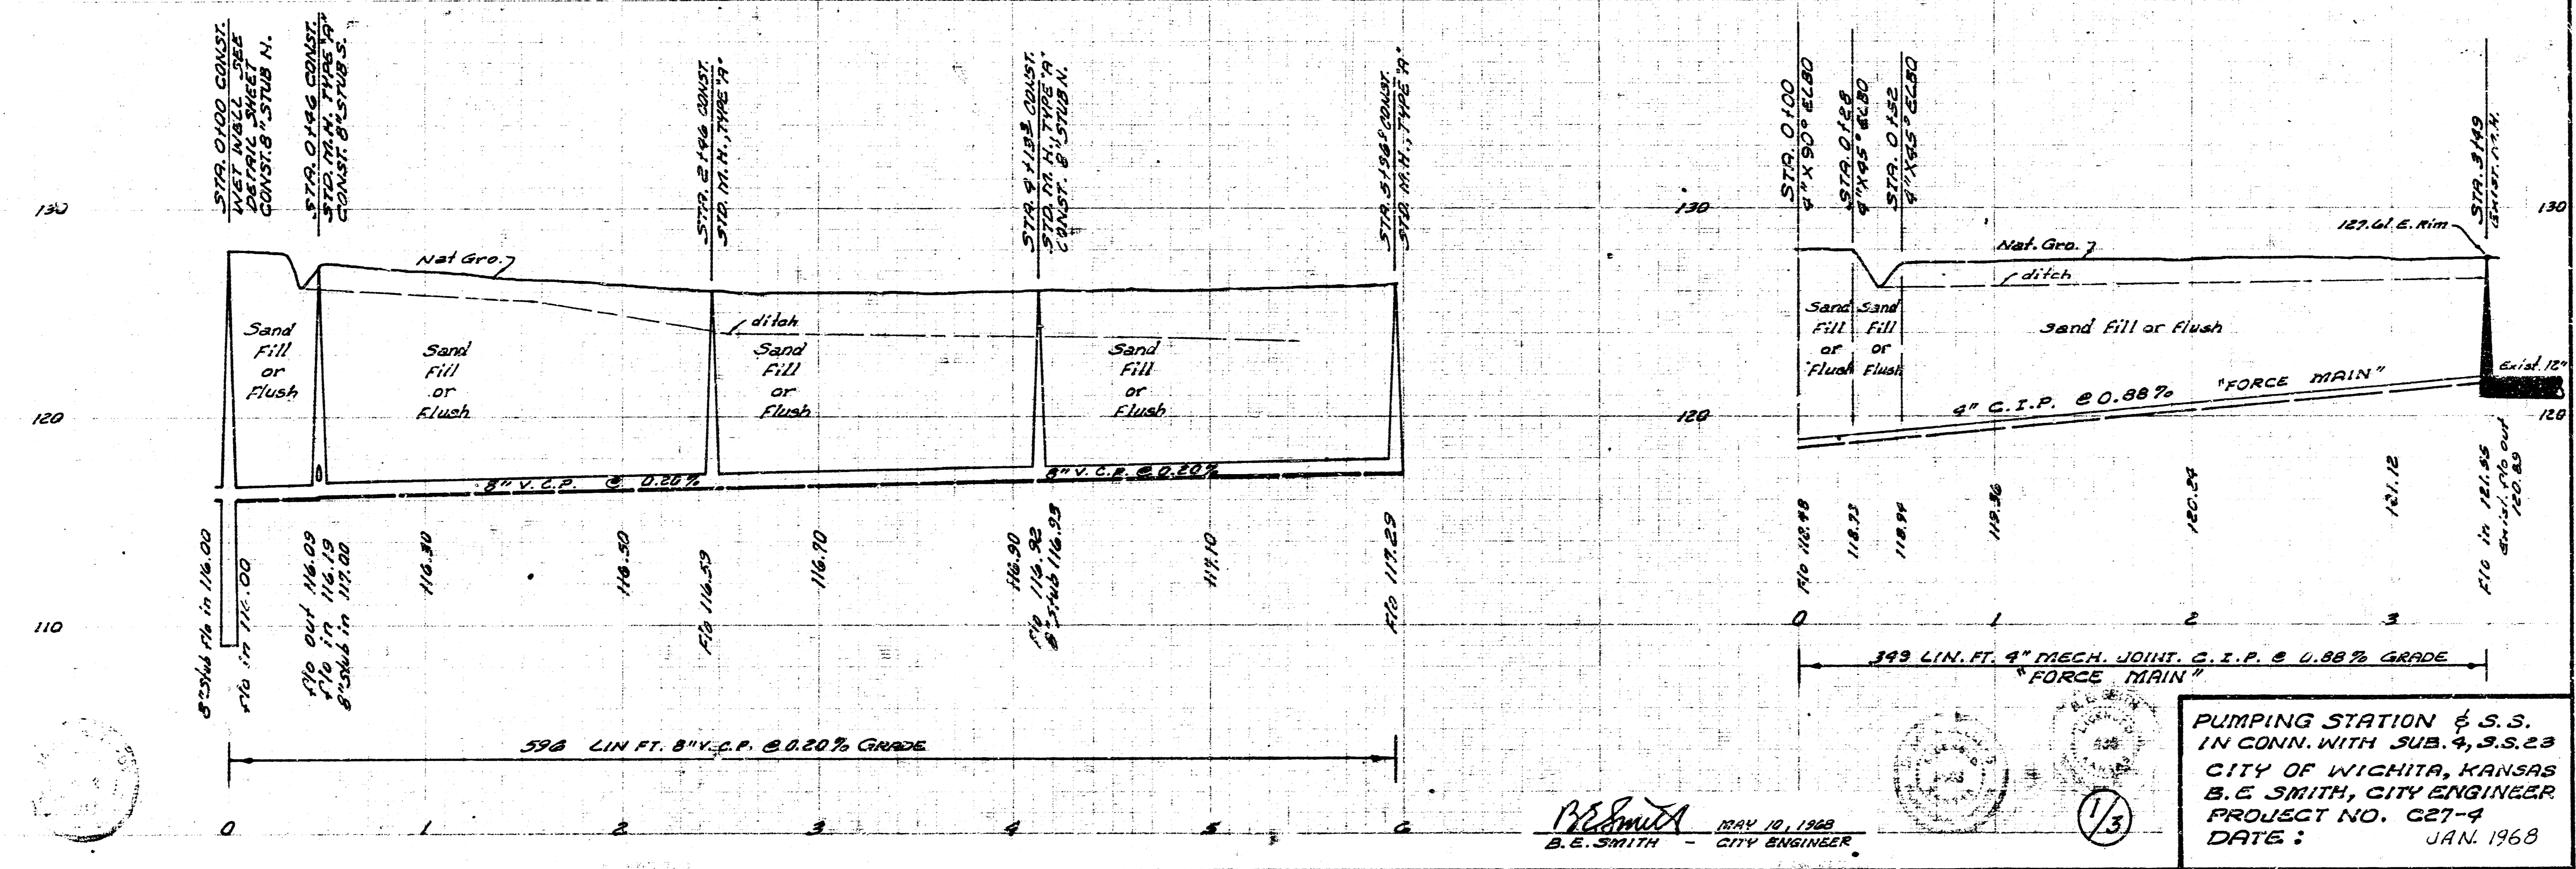 STA. 0+00 CONST.
WET WELL SEE
DETAIL SHEET
CONST. 8" STUB N.
STA. 0+46 CONST.
STD. M.H. TYPE "A"
CONST. 8" STUB S.
STA. 2+46 CONST.
STD. M.H., TYPE "A"
STD. M.H., TYPE "A"
CONST. 8" STUB N.
STD. M.H., TYPE "A"
STA. 0+00
4" X 90° ELBO
STA. 0+28
4" X 45° ELBO
STA. 0+52
4" X 45° ELBO
STA. 3+49
Exist. M.H.
130
130
130
127.61 E. Rim
Nat Gro.
Nat. Gro.
ditch
ditch
Sand
Fill
or
Flush
Sand
Fill
or
Flush
Sand
Fill
or
Flush
Sand
Fill
or
Flush
Sand
Fill
or
Flush
Sand
Fill
or
Flush
Sand Fill or Flush
Exist. 12"
120
120
120
4" C.I.P. @ 0.88% "FORCE MAIN"
8" V.C.P. @ 0.20%
8" V.C.P. @ 0.20%
8" Stub Flo in 116.00
Flo in 116.00
Flo out 116.09
Flo in 116.19
8" Stub in 117.00
116.30
116.50
Flo 116.59
116.70
116.90
Flo 116.92
8" Stub 116.93
117.10
Flo 117.29
Flo 118.48
118.73
118.94
119.36
120.24
121.12
Flo in 121.55
Exist. Flo out
120.89
110
0 1 2 3
349 LIN. FT. 4" MECH. JOINT. C.I.P. @ 0.88% GRADE
"FORCE MAIN"
596 LIN FT. 8" V.C.P. @ 0.20% GRADE
0 1 2 3 4 5 6
B.E. Smith MAY 10, 1968
B.E. SMITH - CITY ENGINEER
1/3
PUMPING STATION & S.S.
IN CONN. WITH SUB. 4, S.S. 23
CITY OF WICHITA, KANSAS
B.E SMITH, CITY ENGINEER
PROJECT NO. C27-4
DATE: JAN. 1968